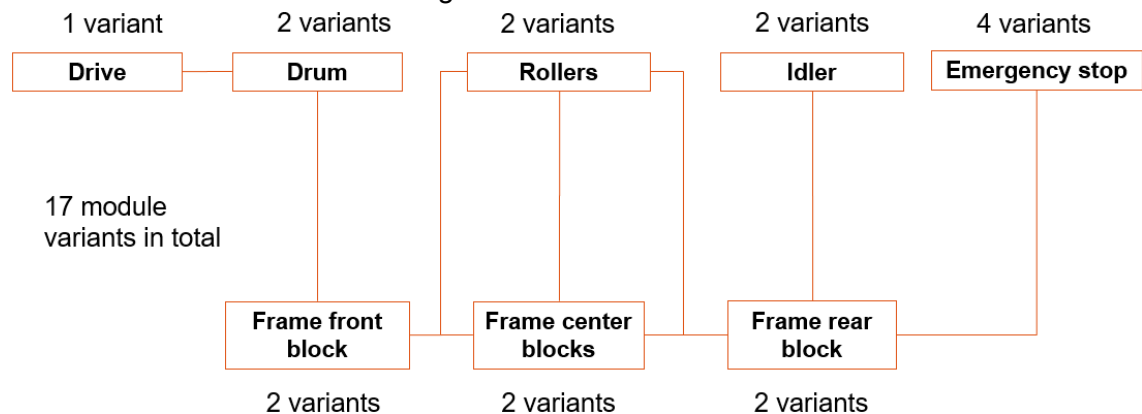 1 variant
2 variants
2 variants
2 variants
4 variants
Drive
Drum
Rollers
Idler
Emergency stop
17 module
variants in total
Frame front
block
Frame center
blocks
Frame rear
block
2 variants
2 variants
2 variants